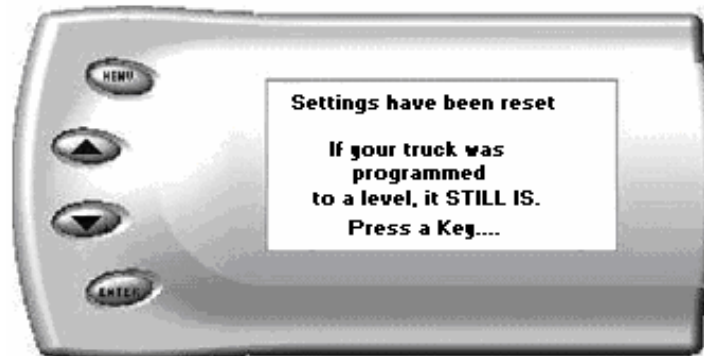 MENU
Settings have been reset
If your truck was
programmed
to a level, it STILL IS.
Press a Key....
ENTER